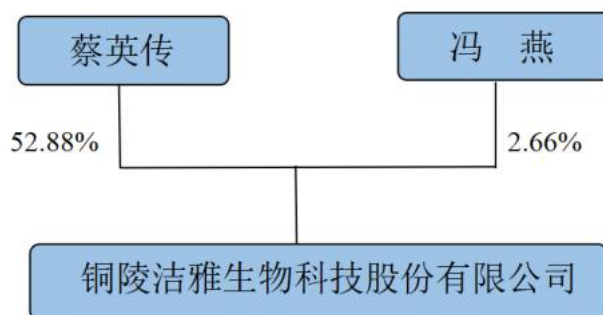 蔡英传
冯 燕
52.88%
2.66%
铜陵洁雅生物科技股份有限公司